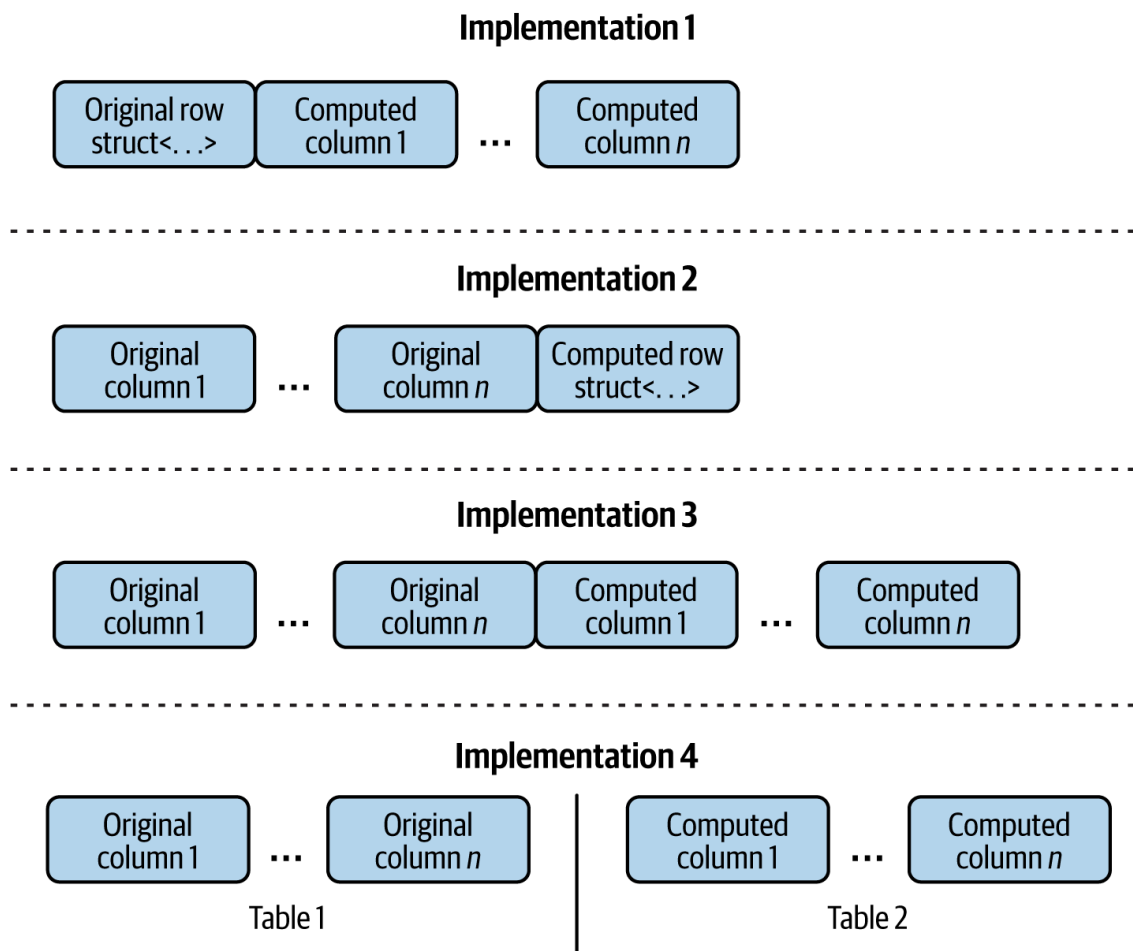 Implementation 1
Original row
struct<. . .>
Computed
column 1
...
Computed
column n
Implementation 2
Original
column 1
...
Original
column n
Computed row
struct<. . .>
Implementation 3
Original
column 1
...
Original
column n
Computed
column 1
...
Computed
column n
Implementation 4
Original
column 1
...
Original
column n
Table 1
Computed
column 1
...
Computed
column n
Table 2